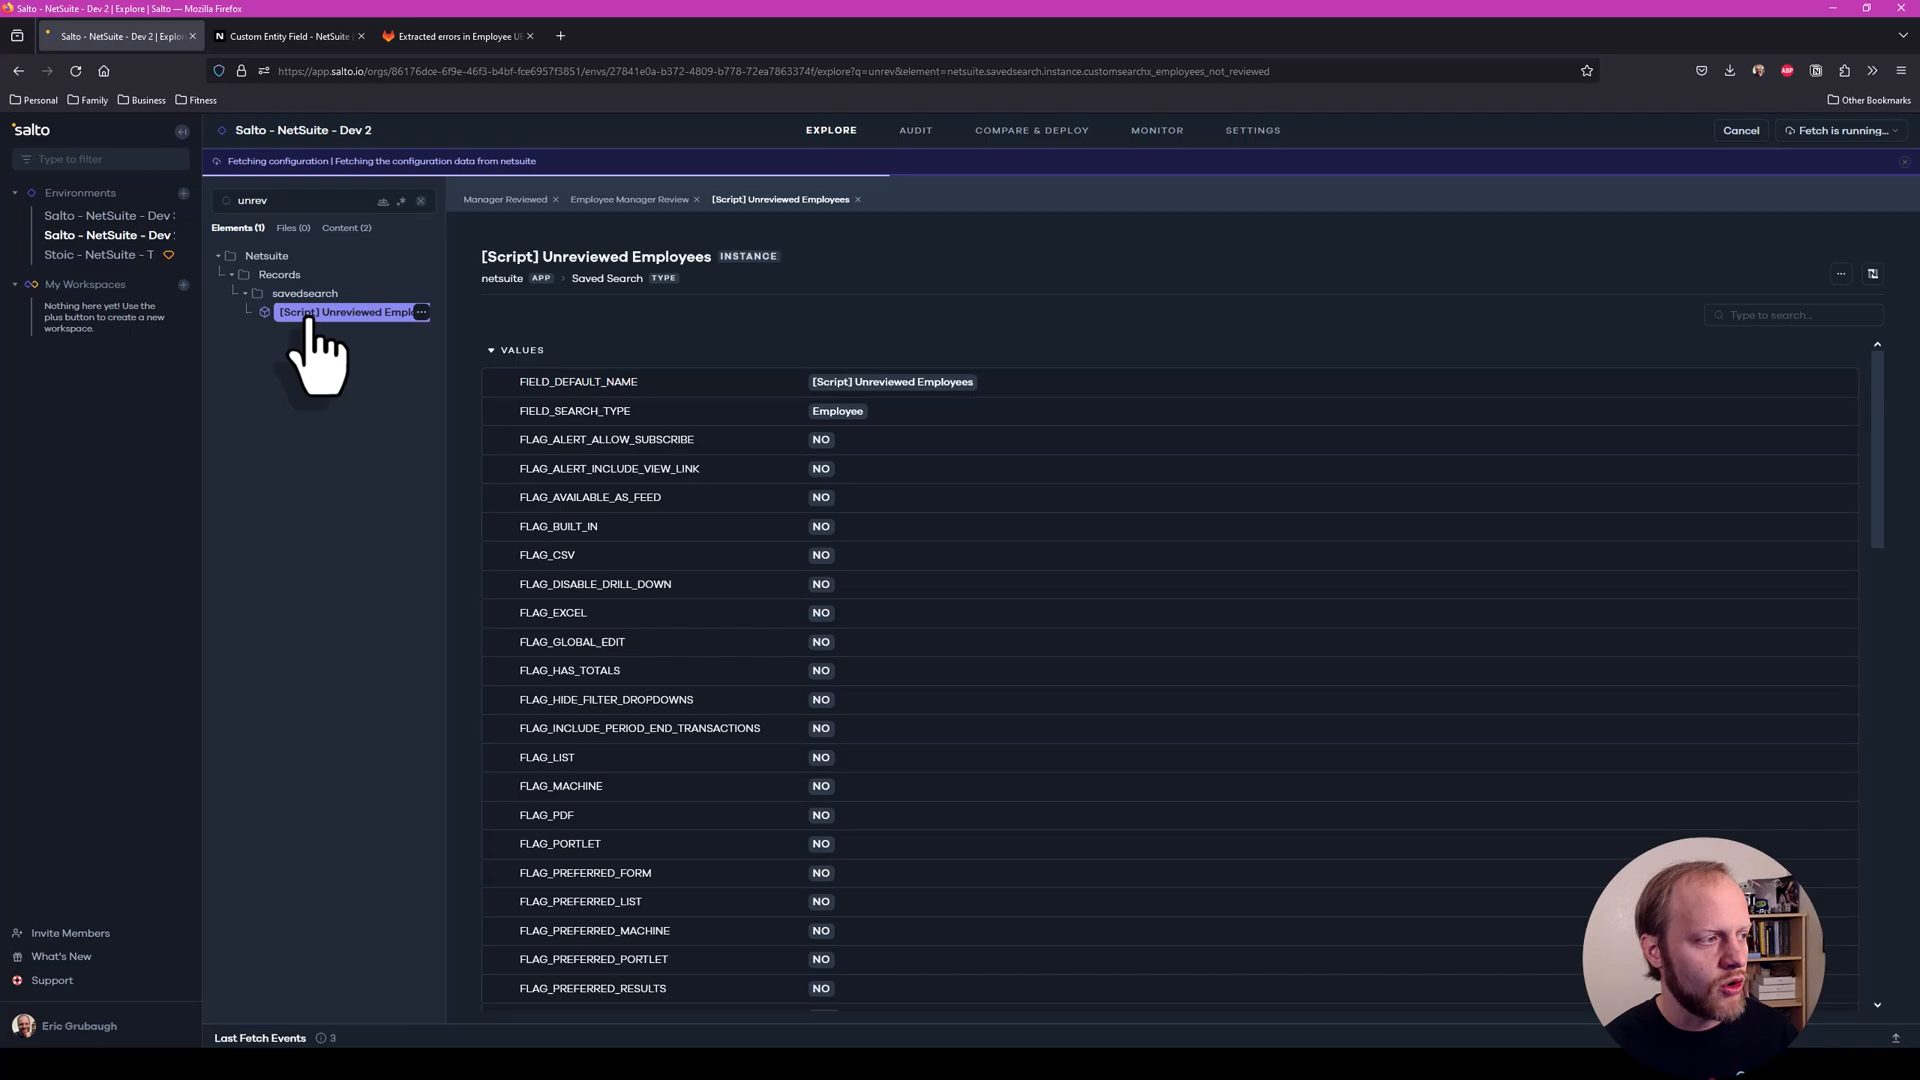 Salto - NetSuite - Dev 2 | Explore | Salto — Mozilla Firefox
Salto - NetSuite - Dev 2 | Explor
Custom Entity Field - NetSuite (
Extracted errors in Employee UE
https://app.salto.io/orgs/86176dce-6f9e-46f3-b4bf-fce6957f3851/envs/27841e0a-b372-4809-b778-72ea7863374f/explore?q=unrev&element=netsuite.savedsearch.instance.customsearchx_employees_not_reviewed
ABP
Personal
Family
Business
Fitness
Other Bookmarks
salto
Salto - NetSuite - Dev 2
EXPLORE
AUDIT
COMPARE & DEPLOY
MONITOR
SETTINGS
Cancel
Fetch is running...
Type to filter
Fetching configuration | Fetching the configuration data from netsuite
Environments
Salto - NetSuite - Dev
Salto - NetSuite - Dev
Stoic - NetSuite - T
My Workspaces
Nothing here yet! Use the
plus button to create a new
workspace.
unrev
Elements (1)
Files (0)
Content (2)
Netsuite
Records
savedsearch
[Script] Unreviewed Emplo
Manager Reviewed
Employee Manager Review
[Script] Unreviewed Employees
[Script] Unreviewed Employees INSTANCE
netsuite APP > Saved Search TYPE
Type to search...
VALUES
FIELD_DEFAULT_NAME [Script] Unreviewed Employees
FIELD_SEARCH_TYPE Employee
FLAG_ALERT_ALLOW_SUBSCRIBE NO
FLAG_ALERT_INCLUDE_VIEW_LINK NO
FLAG_AVAILABLE_AS_FEED NO
FLAG_BUILT_IN NO
FLAG_CSV NO
FLAG_DISABLE_DRILL_DOWN NO
FLAG_EXCEL NO
FLAG_GLOBAL_EDIT NO
FLAG_HAS_TOTALS NO
FLAG_HIDE_FILTER_DROPDOWNS NO
FLAG_INCLUDE_PERIOD_END_TRANSACTIONS NO
FLAG_LIST NO
FLAG_MACHINE NO
FLAG_PDF NO
FLAG_PORTLET NO
FLAG_PREFERRED_FORM NO
FLAG_PREFERRED_LIST NO
FLAG_PREFERRED_MACHINE NO
FLAG_PREFERRED_PORTLET NO
FLAG_PREFERRED_RESULTS NO
Invite Members
What's New
Support
Eric Grubaugh
Last Fetch Events 3